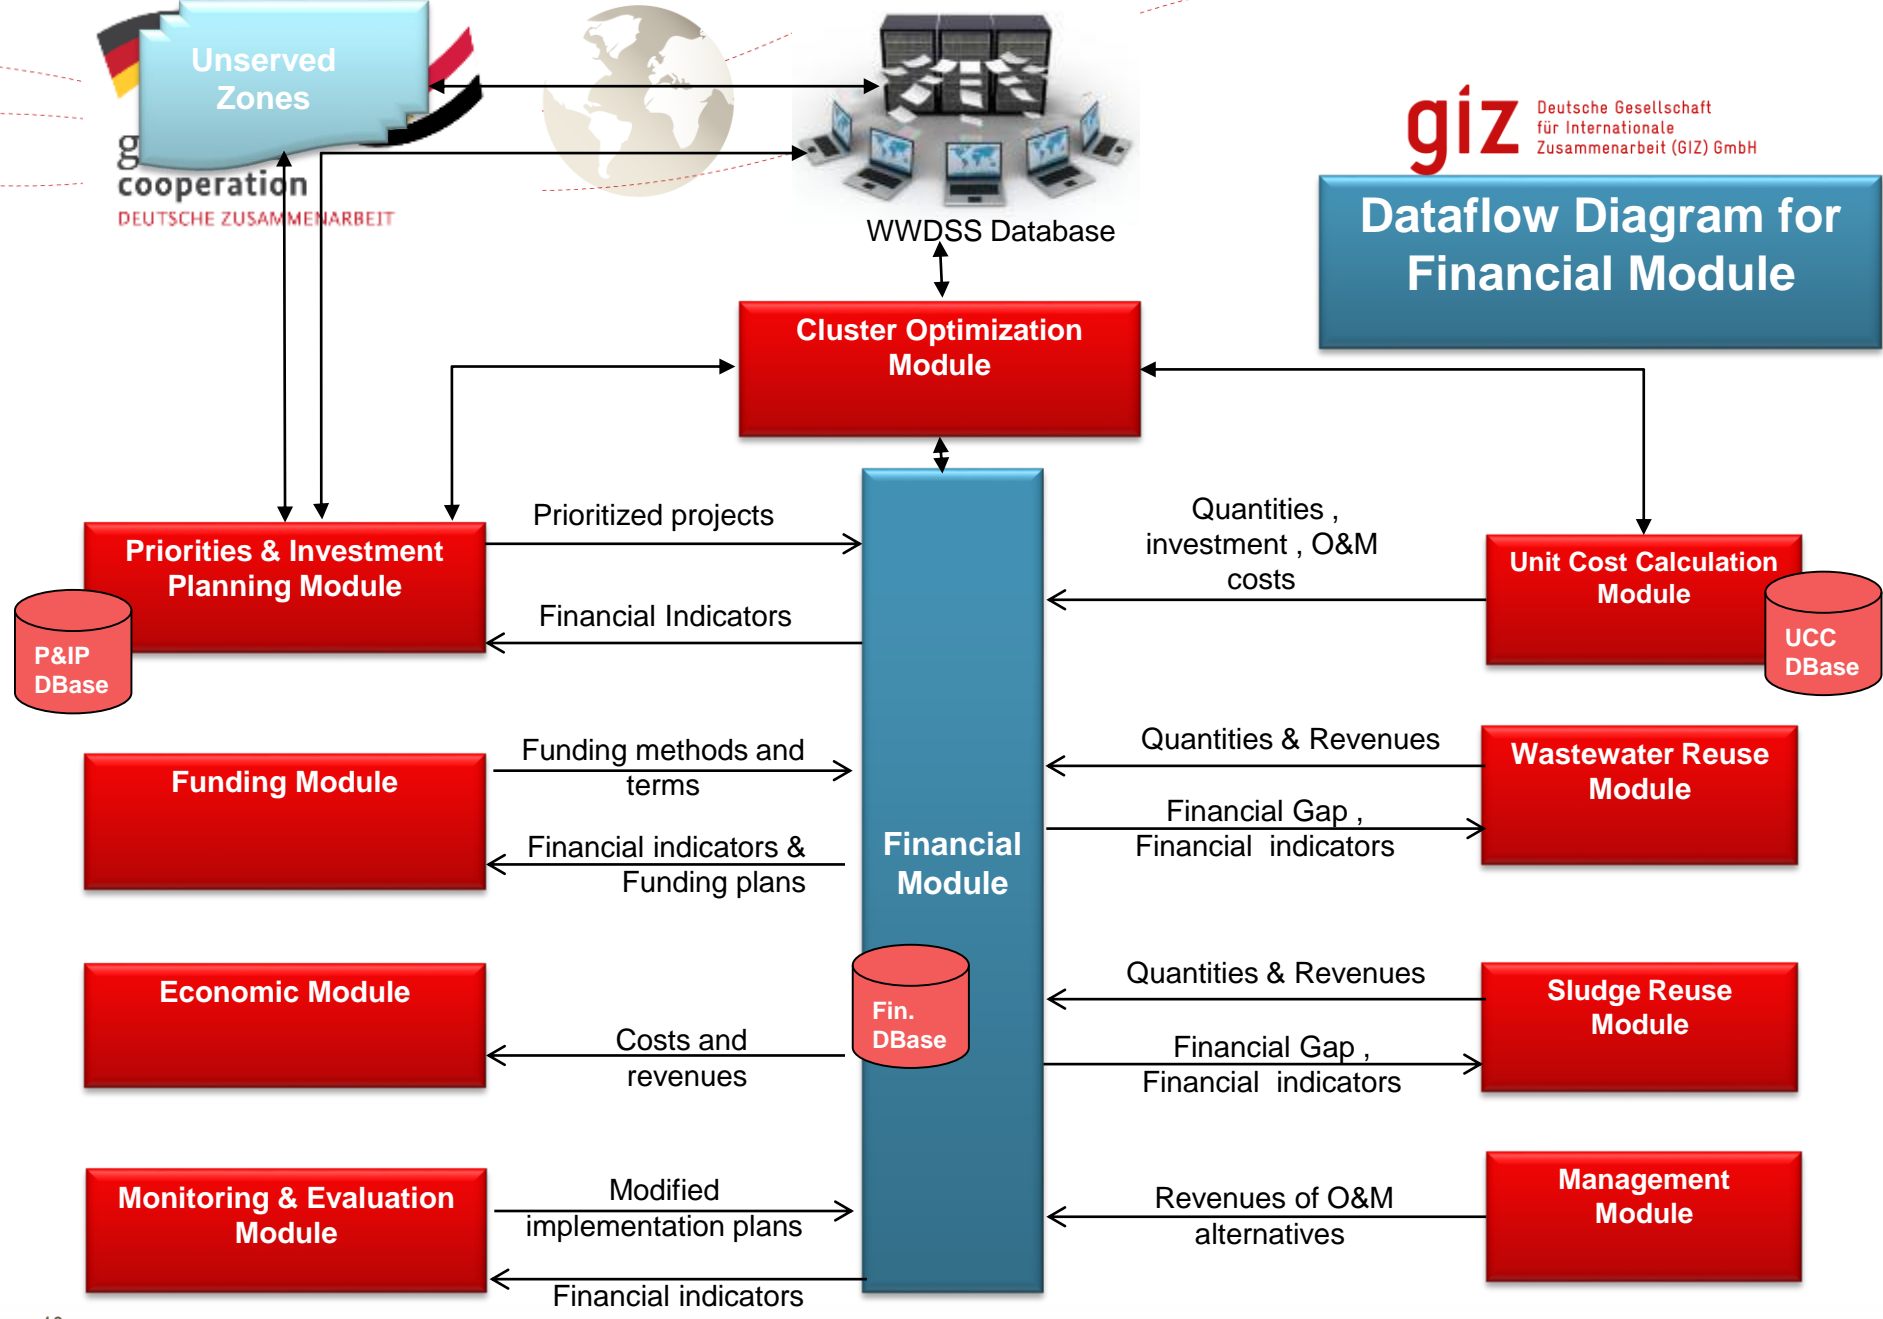 Unserved
Zones
g
cooperation
DEUTSCHE ZUSAMMENARBEIT
WWDSS Database
giz
Deutsche Gesellschaft
für Internationale
Zusammenarbeit (GIZ) GmbH
Dataflow Diagram for
Financial Module
Cluster Optimization
Module
Prioritized projects
Quantities ,
investment , O&M
costs
Priorities & Investment
Planning Module
Unit Cost Calculation
Module
Financial Indicators
P&IP
DBase
UCC
DBase
Funding Module
Funding methods and
terms
Quantities & Revenues
Wastewater Reuse
Module
Financial indicators &
Funding plans
Financial
Module
Financial Gap ,
Financial indicators
Economic Module
Fin.
DBase
Quantities & Revenues
Sludge Reuse
Module
Costs and
revenues
Financial Gap ,
Financial indicators
Monitoring & Evaluation
Module
Modified
implementation plans
Revenues of O&M
alternatives
Management
Module
Financial indicators